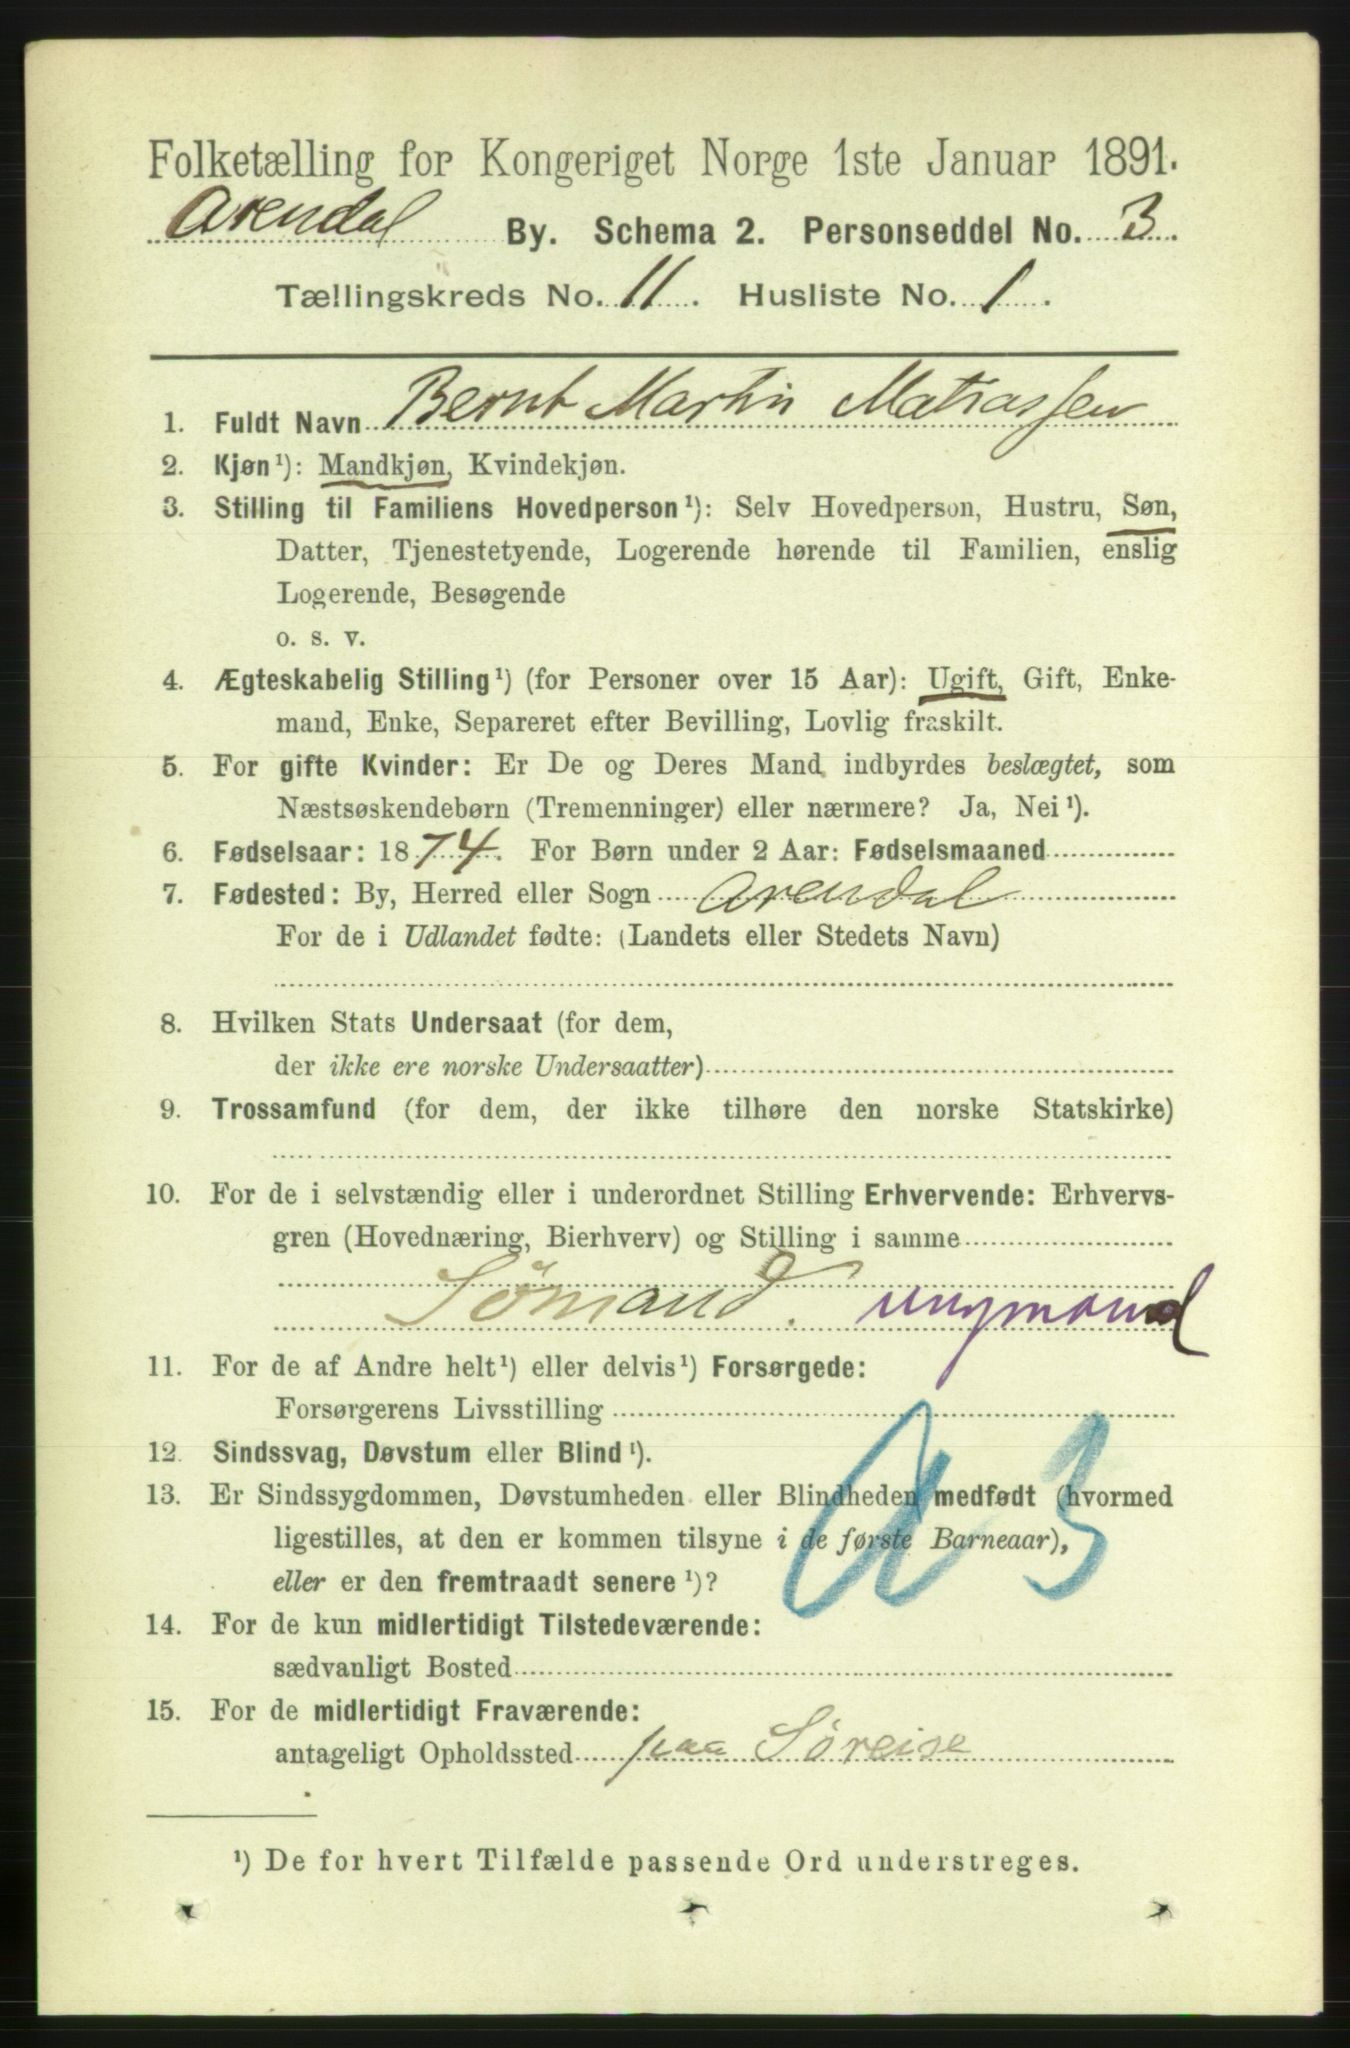 Folketælling for Kongeriget Norge 1ste Januar 1891.
Arendal By. Schema 2. Personseddel No. 3.
Tællingskreds No. 11. Husliste No. 1.
1. Fuldt Navn Bernt Martin Matiassen
2. Kjøn¹): Mandkjøn, Kvindekjøn.
3. Stilling til Familiens Hovedperson¹): Selv Hovedperson, Hustru, Søn,
Datter, Tjenestetyende, Logerende hørende til Familien, enslig
Logerende, Besøgende
o. s. v.
4. Ægteskabelig Stilling¹) (for Personer over 15 Aar): Ugift, Gift, Enke-
mand, Enke, Separeret efter Bevilling, Lovlig fraskilt.
5. For gifte Kvinder: Er De og Deres Mand indbyrdes beslægtet, som
Næstsøskendebørn (Tremenninger) eller nærmere? Ja, Nei¹).
6. Fødselsaar: 1874. For Børn under 2 Aar: Fødselsmaaned
7. Fødested: By, Herred eller Sogn Arendal
For de i Udlandet fødte: (Landets eller Stedets Navn)
8. Hvilken Stats Undersaat (for dem,
der ikke ere norske Undersaatter)
9. Trossamfund (for dem, der ikke tilhøre den norske Statskirke)
10. For de i selvstændig eller i underordnet Stilling Erhvervende: Erhvervs-
gren (Hovednæring, Bierhverv) og Stilling i samme
Sømand. ungmand
11. For de af Andre helt¹) eller delvis¹) Forsørgede:
Forsørgerens Livsstilling
12. Sindssvag, Døvstum eller Blind¹).
13. Er Sindssygdommen, Døvstumheden eller Blindheden medfødt (hvormed
ligestilles, at den er kommen tilsyne i de første Barneaar),
eller er den fremtraadt senere¹)?
14. For de kun midlertidigt Tilstedeværende:
sædvanligt Bosted
15. For de midlertidigt Fraværende:
antageligt Opholdssted paa Søreise
¹) De for hvert Tilfælde passende Ord understreges.